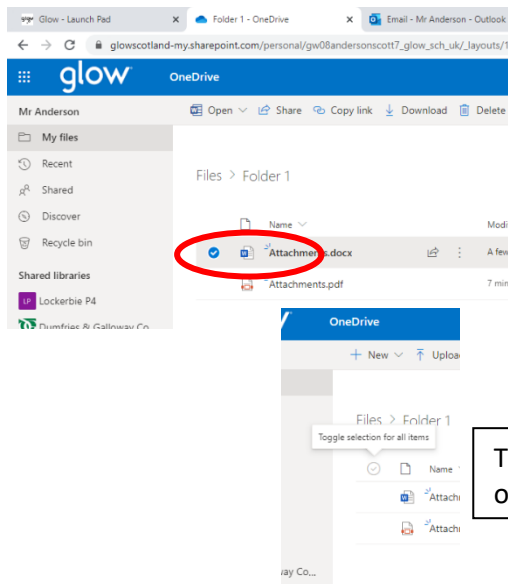 Glow - Launch Pad
Folder 1 - OneDrive
Email - Mr Anderson - Outlook
glowscotland-my.sharepoint.com/personal/gw08andersonscott7_glow_sch_uk/_layouts/1
glow OneDrive
Mr Anderson
Open Share Copy link Download Delete
My files
Recent
Shared
Discover
Recycle bin
Shared libraries
LP Lockerbie P4
Dumfries & Galloway Co
Files > Folder 1
Name Modi
Attachments.docx A few
Attachments.pdf 7 min
OneDrive
+ New Uploa
Files > Folder 1
Toggle selection for all items
Name
Attach
Attach
way Co...
T
o